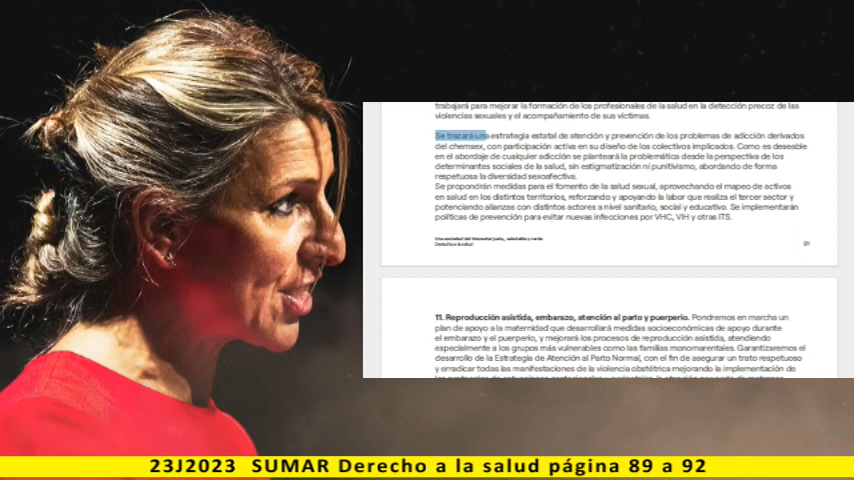 trabajará para mejorar la formación de los profesionales de la salud en la detección precoz de las
violencias sexuales y el acompañamiento de sus víctimas.
Se trazará una estrategia estatal de atención y prevención de los problemas de adicción derivados
del chemsex, con participación activa en su diseño de los colectivos implicados. Como es deseable
en el abordaje de cualquier adicción se planteará la problemática desde la perspectiva de los
determinantes sociales de la salud, sin estigmatización ni punitivismo, abordando de forma
respetuosa la diversidad sexoafectiva.
Se propondrán medidas para el fomento de la salud sexual, aprovechando el mapeo de activos
en salud en los distintos territorios, reforzando y apoyando la labor que realiza el tercer sector y
potenciando alianzas con distintos actores a nivel sanitario, social y educativo. Se implementarán
políticas de prevención para evitar nuevas infecciones por VHC, VIH y otras ITS.
Una sociedad del bienestar justa, saludable y verde
Derecho a la salud
91
11. Reproducción asistida, embarazo, atención al parto y puerperio. Pondremos en marcha un
plan de apoyo a la maternidad que desarrollará medidas socioeconómicas de apoyo durante
el embarazo y el puerperio, y mejorará los procesos de reproducción asistida, atendiendo
especialmente a los grupos más vulnerables como las familias monomarentales. Garantizaremos el
desarrollo de la Estrategia de Atención al Parto Normal, con el fin de asegurar un trato respetuoso
y erradicar todas las manifestaciones de la violencia obstétrica mejorando la implementación de
23J2023 SUMAR Derecho a la salud página 89 a 92